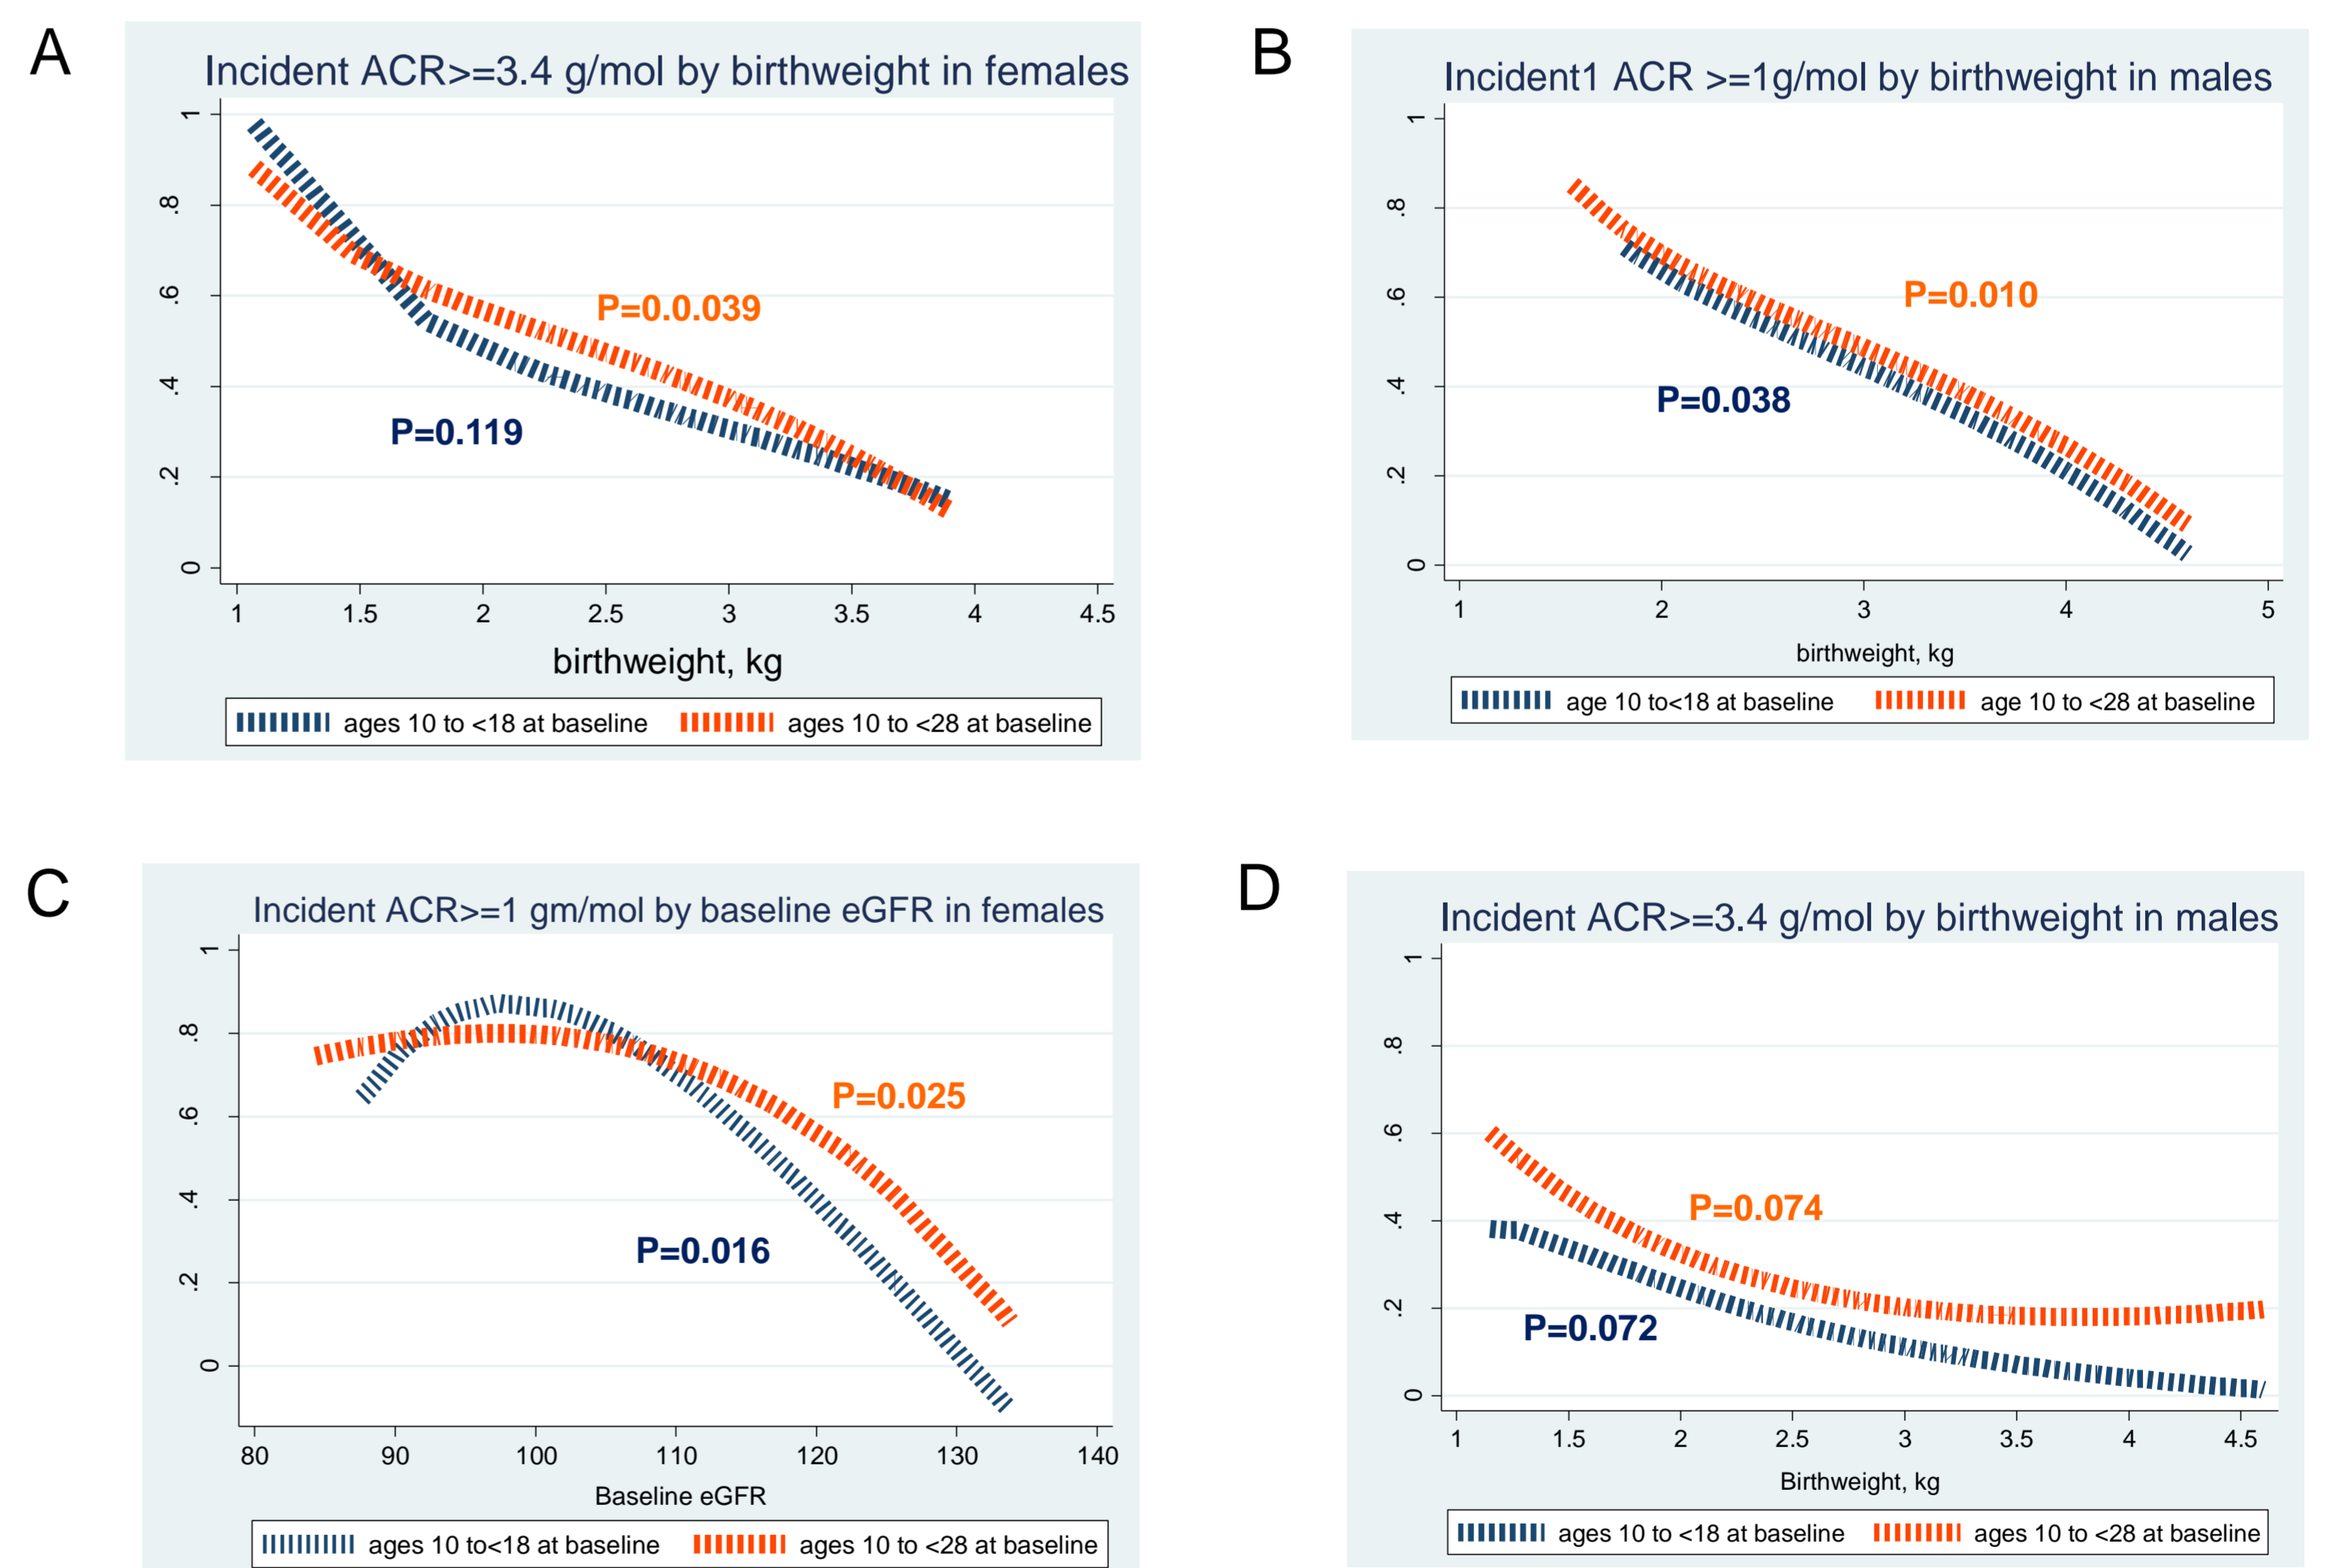 A
Incident ACR>=3.4 g/mol by birthweight in females
1
.8
.6
.4
.2
0
P=0.0.039
P=0.119
1 1.5 2 2.5 3 3.5 4 4.5
birthweight, kg
ages 10 to <18 at baseline ages 10 to <28 at baseline
B
Incident1 ACR >=1g/mol by birthweight in males
1
.8
.6
.4
.2
0
P=0.010
P=0.038
1 2 3 4 5
birthweight, kg
age 10 to<18 at baseline age 10 to <28 at baseline
C
Incident ACR>=1 gm/mol by baseline eGFR in females
1
.8
.6
.4
.2
0
P=0.025
P=0.016
80 90 100 110 120 130 140
Baseline eGFR
ages 10 to<18 at baseline ages 10 to <28 at baseline
D
Incident ACR>=3.4 g/mol by birthweight in males
1
.8
.6
.4
.2
0
P=0.074
P=0.072
1 1.5 2 2.5 3 3.5 4 4.5
Birthweight, kg
ages 10 to <18 at baseline ages 10 to <28 at baseline